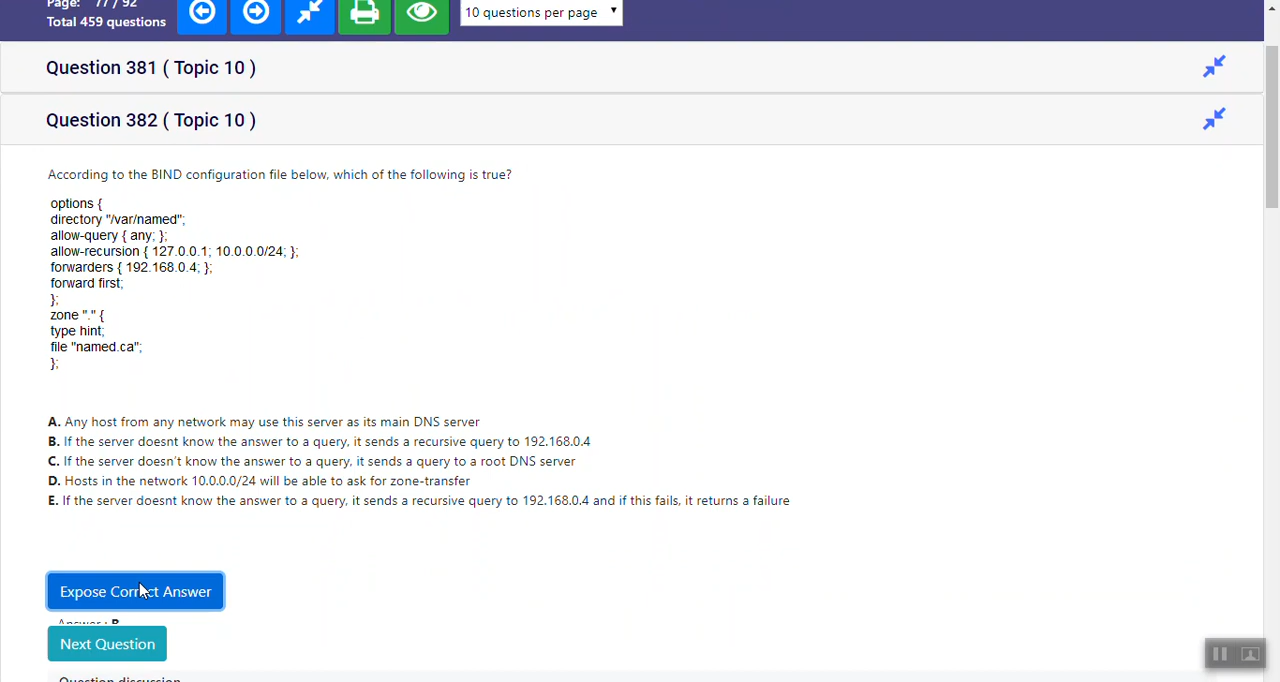 Page: 77 / 92
Total 459 questions
10 questions per page
Question 381 ( Topic 10 )
Question 382 ( Topic 10 )
According to the BIND configuration file below, which of the following is true?
options {
directory "/var/named";
allow-query { any; };
allow-recursion { 127.0.0.1; 10.0.0.0/24; };
forwarders { 192.168.0.4; };
forward first;
};
zone "." {
type hint;
file "named.ca";
};
A. Any host from any network may use this server as its main DNS server
B. If the server doesnt know the answer to a query, it sends a recursive query to 192.168.0.4
C. If the server doesn't know the answer to a query, it sends a query to a root DNS server
D. Hosts in the network 10.0.0.0/24 will be able to ask for zone-transfer
E. If the server doesnt know the answer to a query, it sends a recursive query to 192.168.0.4 and if this fails, it returns a failure
Expose Correct Answer
Answer : B
Next Question
Question discussion